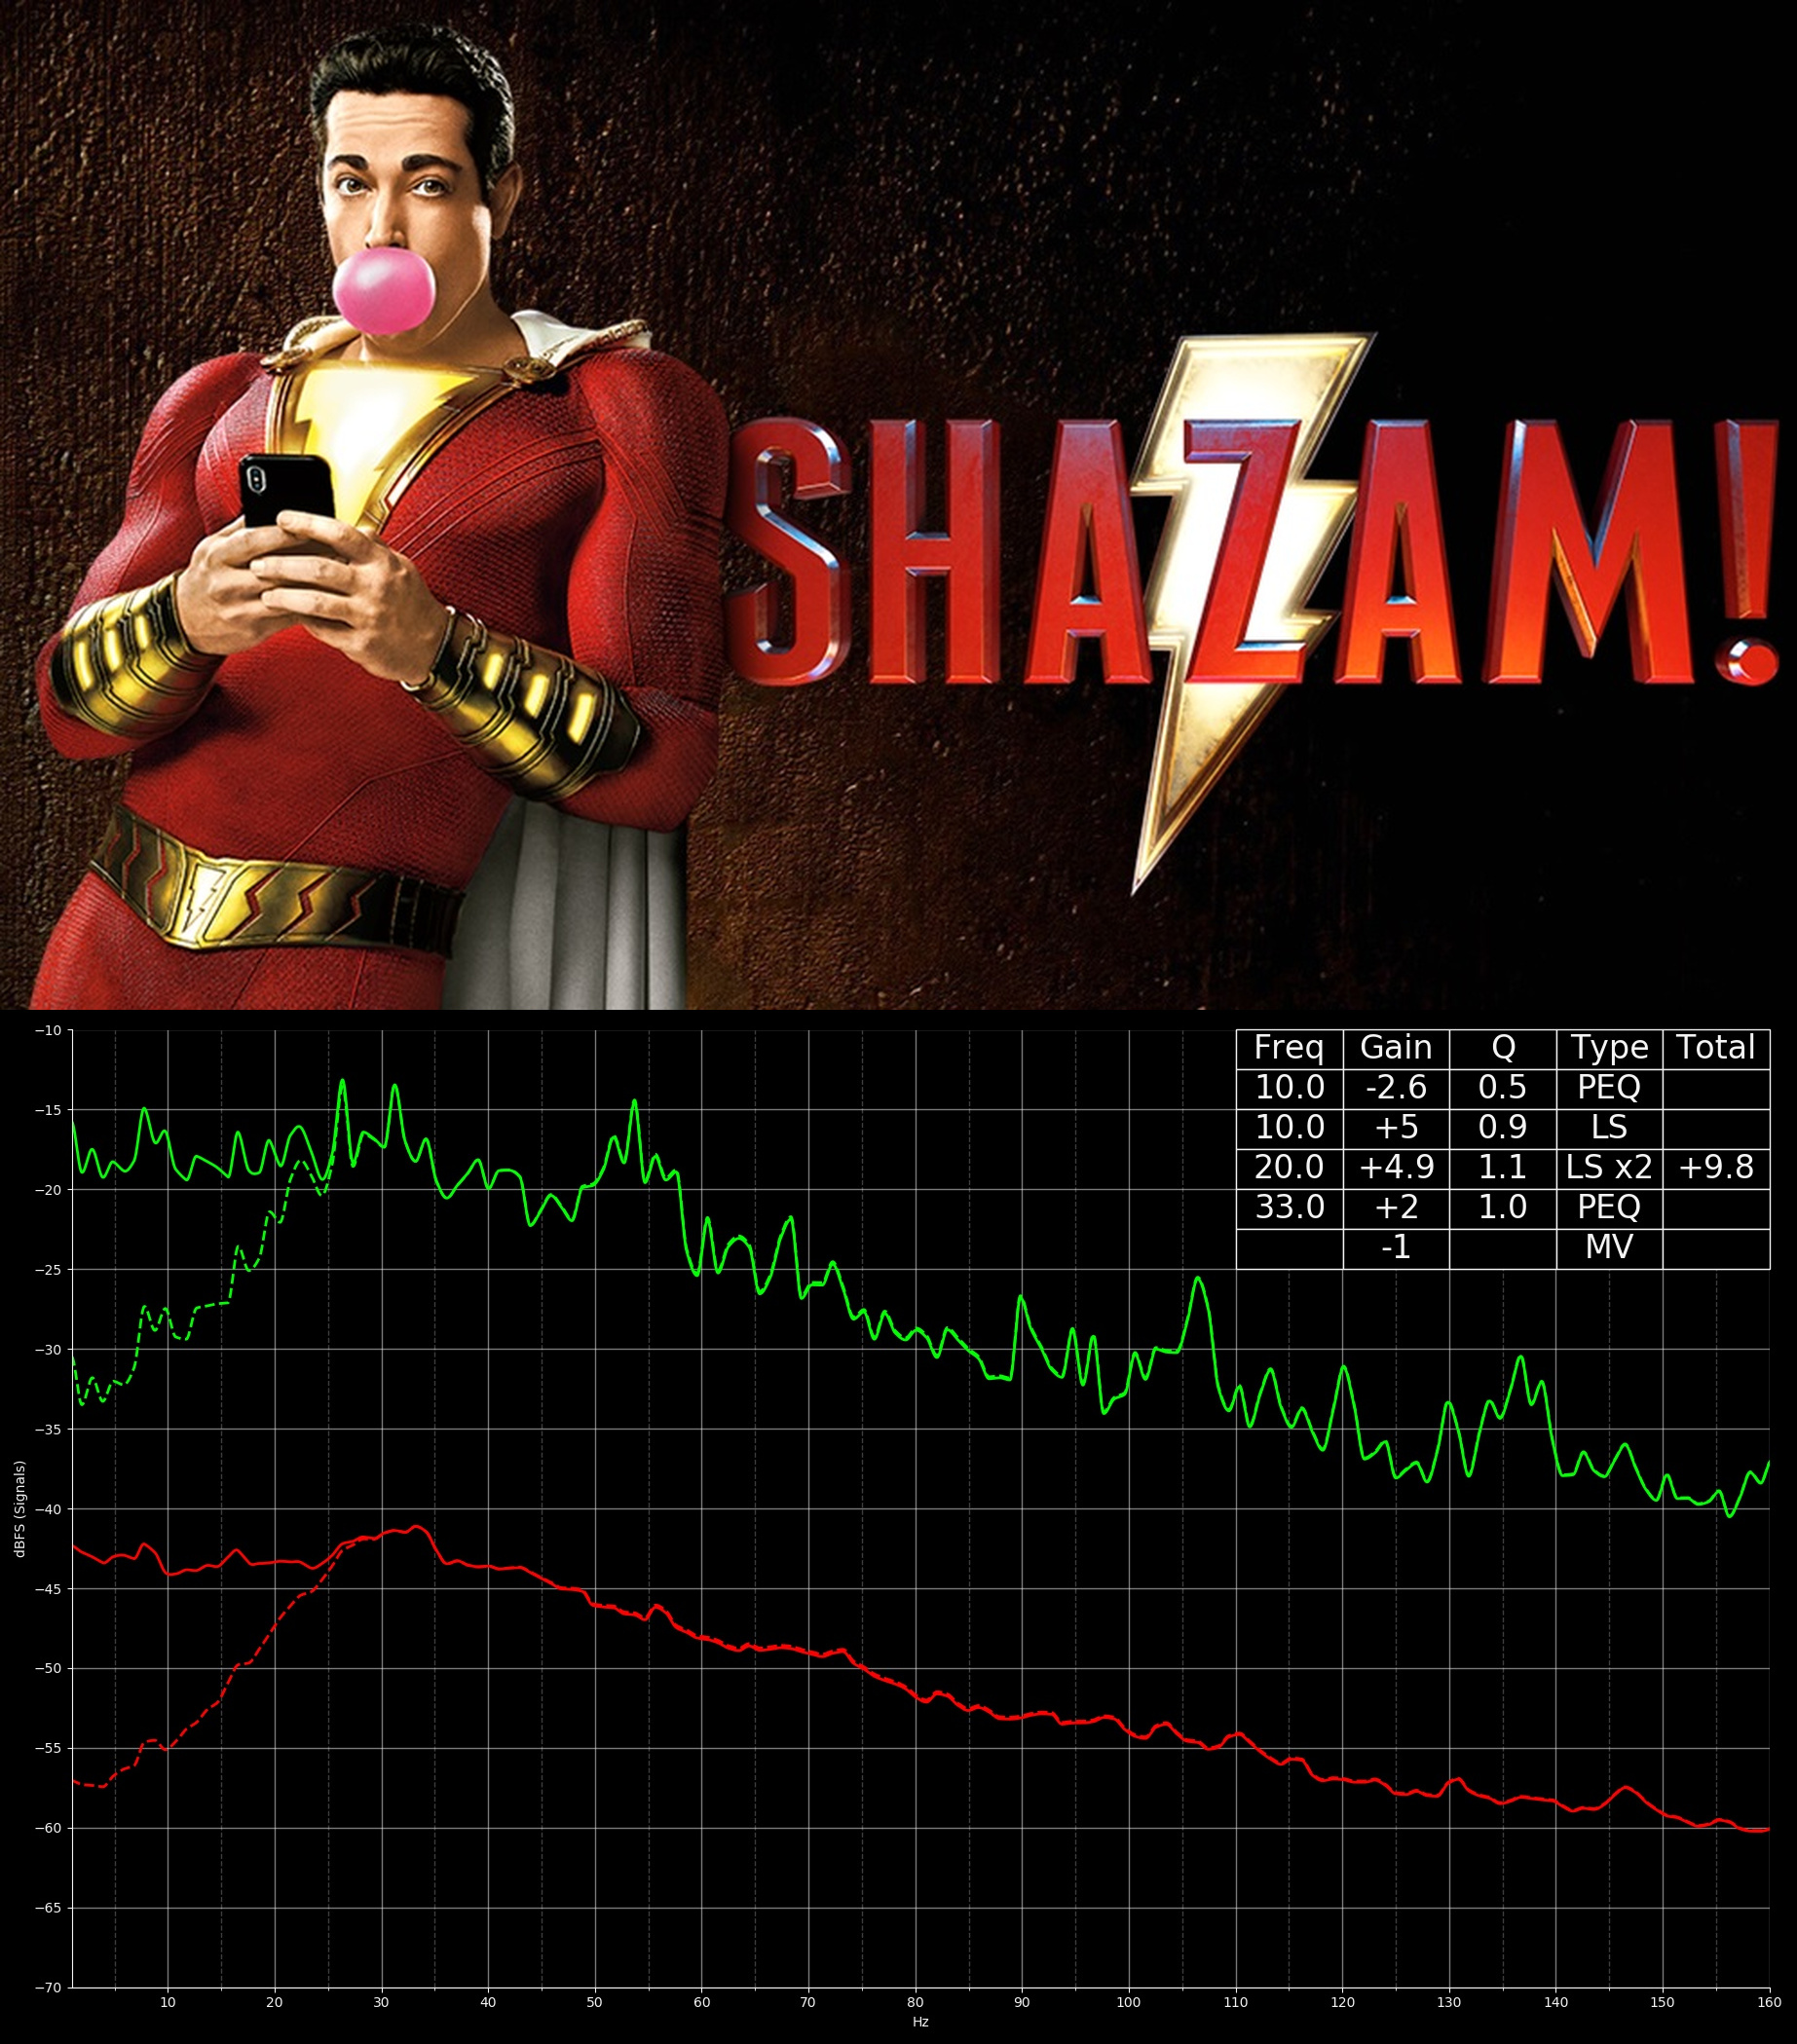 SHAZAM!
Freq Gain Q Type Total
10.0 -2.6 0.5 PEQ
10.0 +5 0.9 LS
20.0 +4.9 1.1 LS x2 +9.8
33.0 +2 1.0 PEQ
-1 MV
−10
−15
−20
−25
−30
−35
−40
−45
−50
−55
−60
−65
−70
dBFS (Signals)
10 20 30 40 50 60 70 80 90 100 110 120 130 140 150 160
Hz